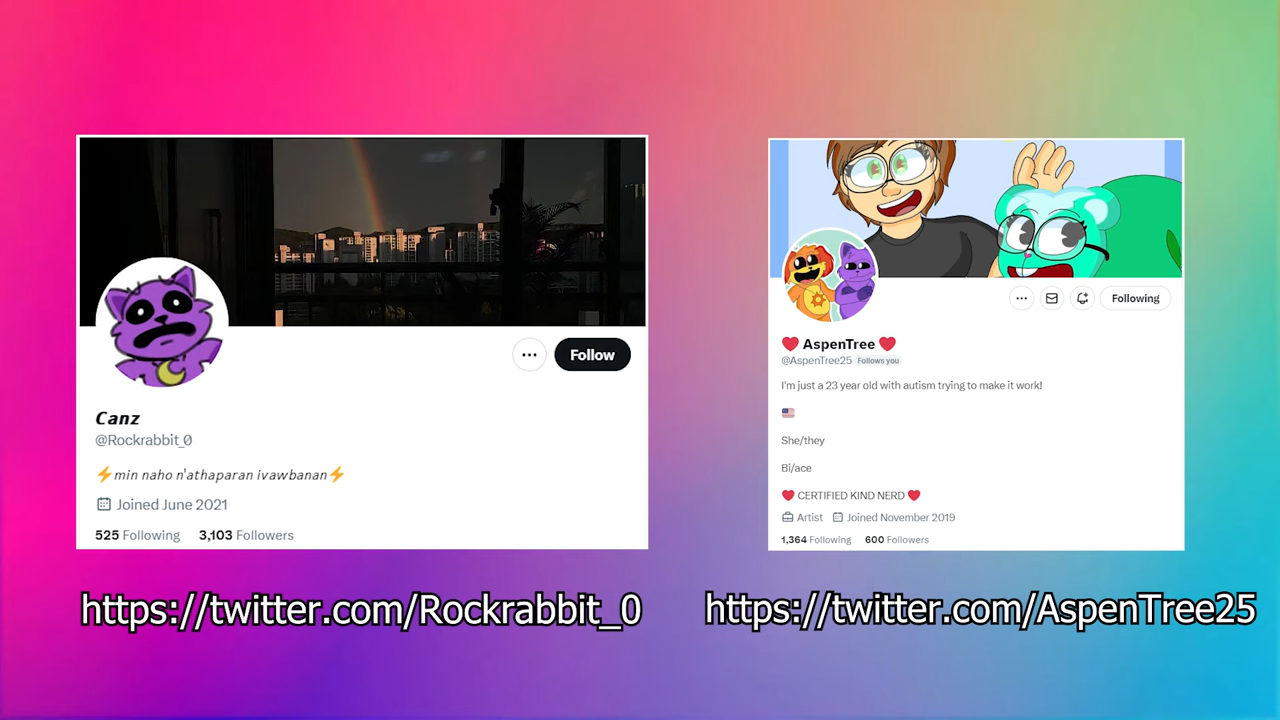 Canz
@Rockrabbit_0
⚡min naho n'athaparan ivawbanan⚡
Joined June 2021
525 Following 3,103 Followers
Follow
https://twitter.com/Rockrabbit_0
Following
❤️ AspenTree ❤️
@AspenTree25 Follows you
I'm just a 23 year old with autism trying to make it work!
🇺🇸
She/they
Bi/ace
❤️ CERTIFIED KIND NERD ❤️
Artist Joined November 2019
1,364 Following 600 Followers
https://twitter.com/AspenTree25